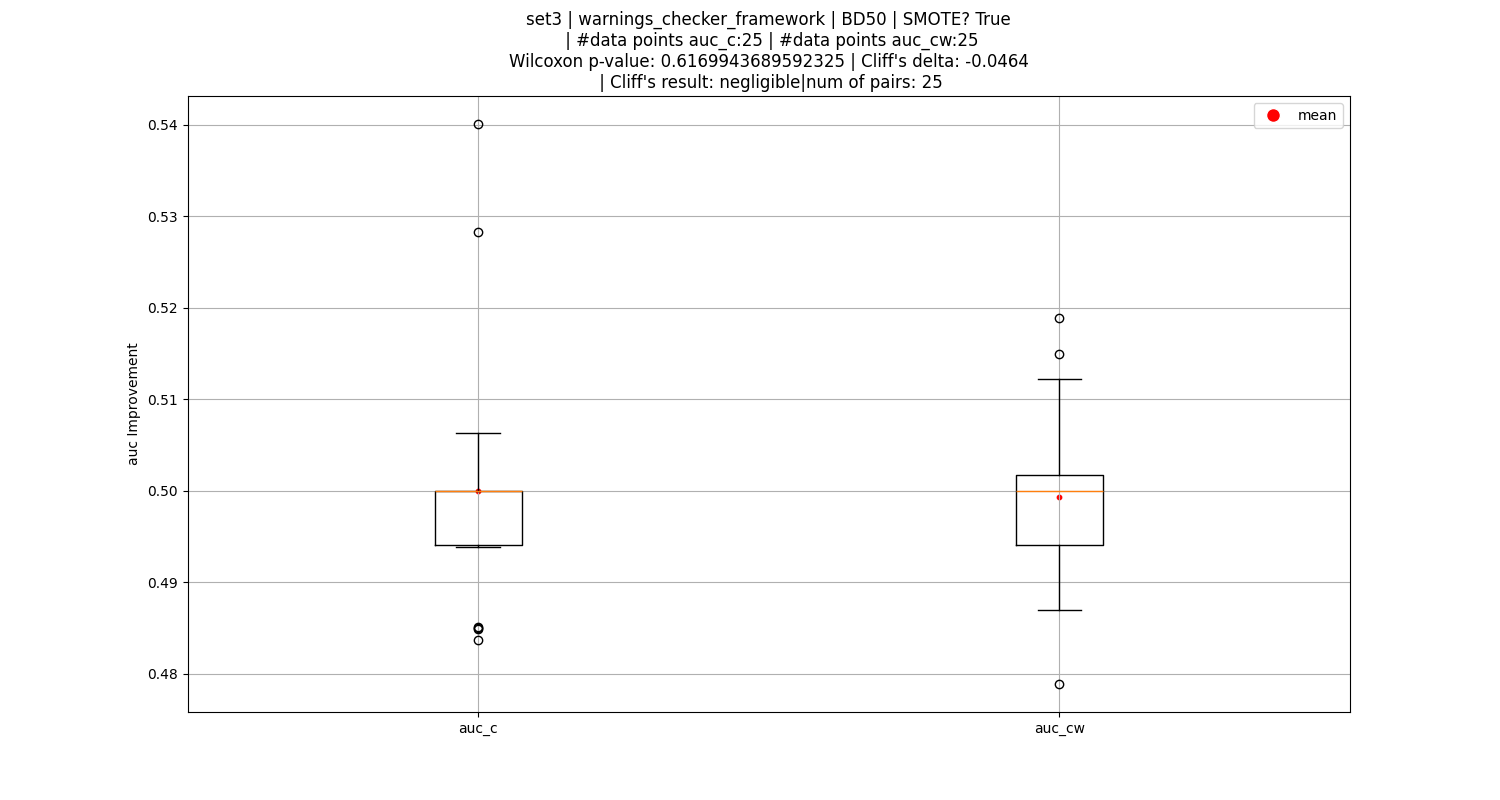 set3 | warnings_checker_framework | BD50 | SMOTE? True
| #data points auc_c:25 | #data points auc_cw:25
Wilcoxon p-value: 0.6169943689592325 | Cliff's delta: -0.0464
| Cliff's result: negligible|num of pairs: 25
mean
0.54
0.53
0.52
0.51
0.50
0.49
0.48
auc Improvement
auc_c
auc_cw